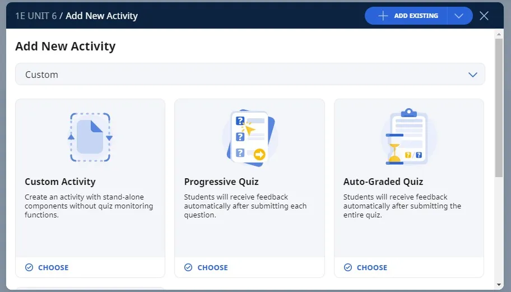 1E UNIT 6 / Add New Activity
ADD EXISTING
Add New Activity
Custom
Custom Activity
Create an activity with stand-alone
components without quiz monitoring
functions.
CHOOSE
Progressive Quiz
Students will receive feedback
automatically after submitting each
question.
CHOOSE
Auto-Graded Quiz
Students will receive feedback
automatically after submitting the
entire quiz.
CHOOSE